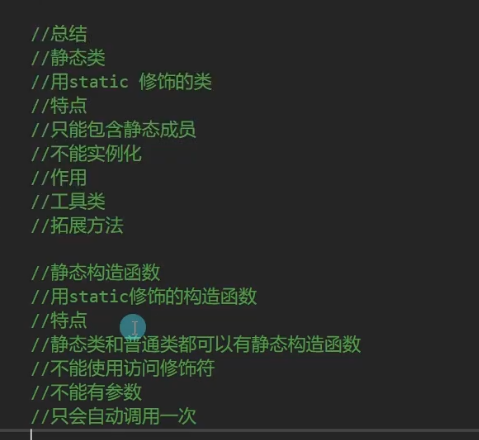 //总结
//静态类
//用static 修饰的类
//特点
//只能包含静态成员
//不能实例化
//作用
//工具类
//拓展方法
//静态构造函数
//用static修饰的构造函数
//特点
//静态类和普通类都可以有静态构造函数
//不能使用访问修饰符
//不能有参数
//只会自动调用一次